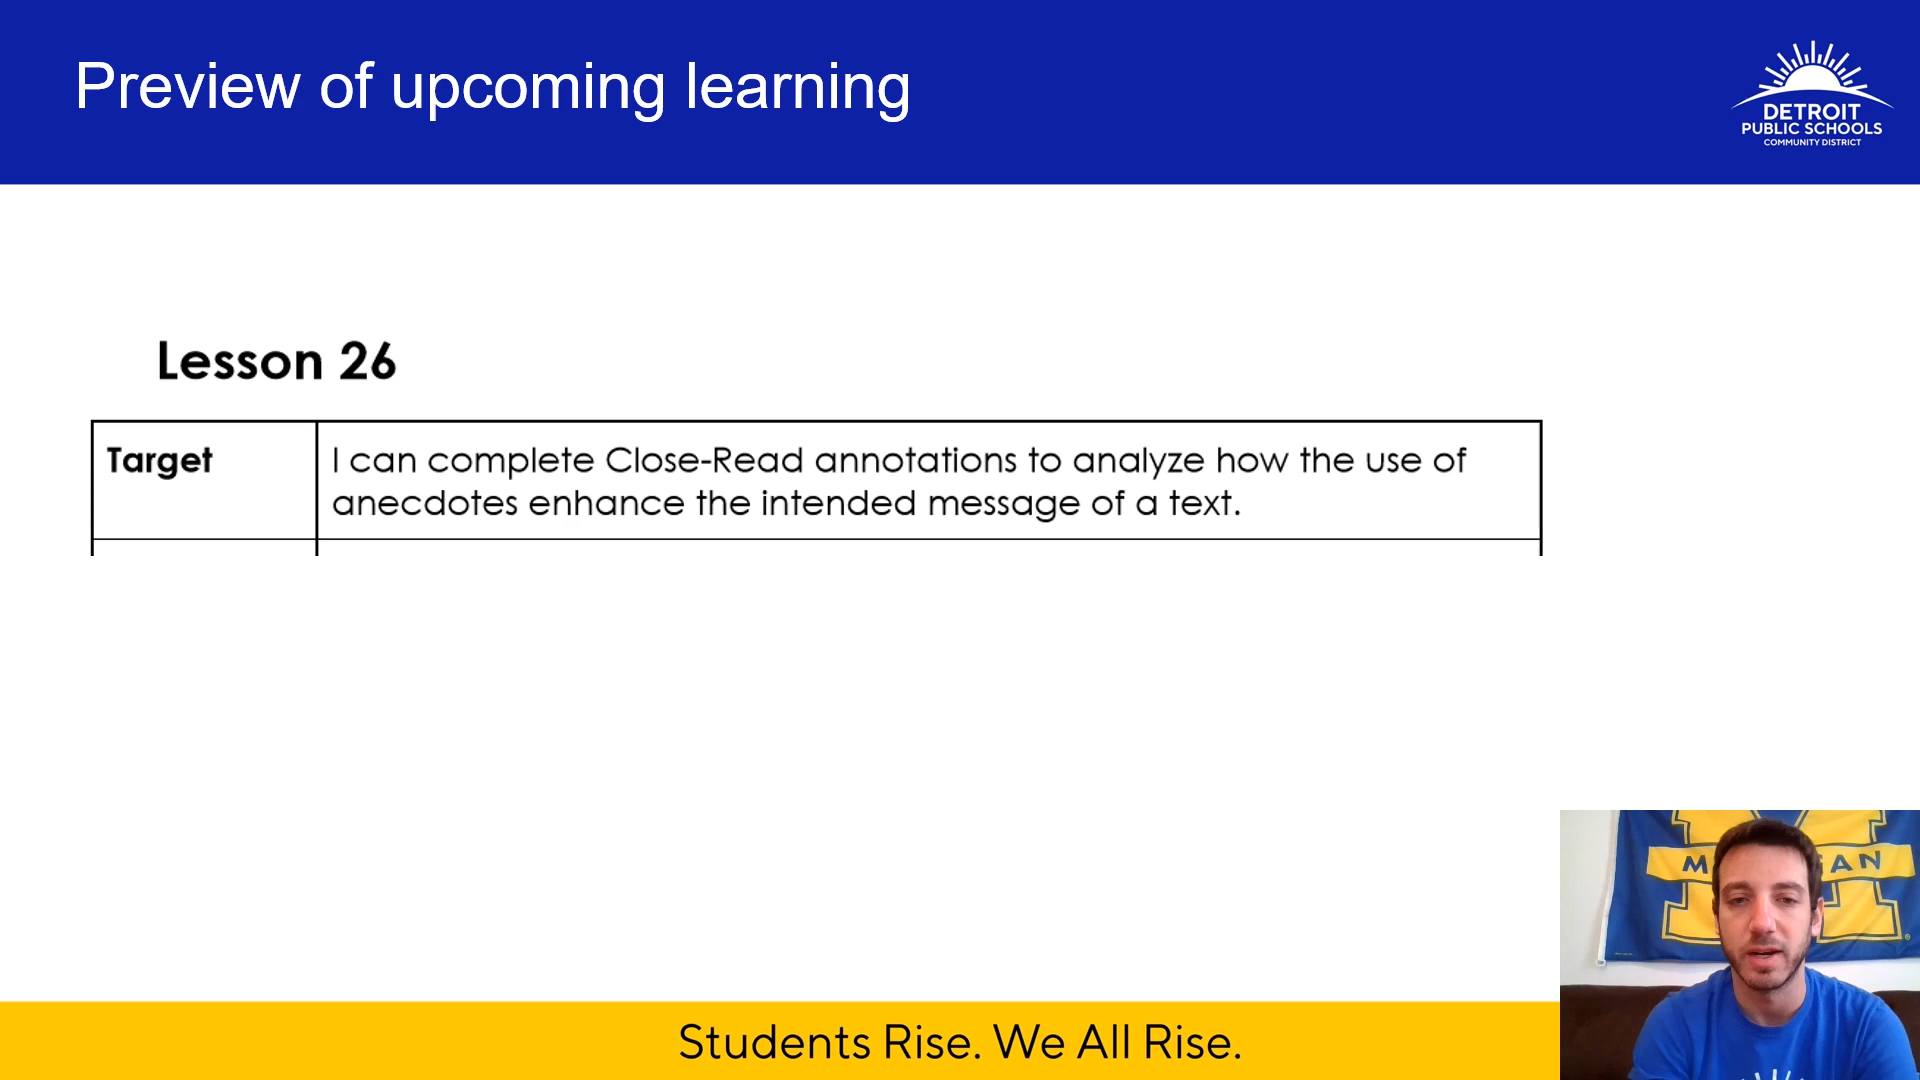 Preview of upcoming learning
DETROIT
PUBLIC SCHOOLS
COMMUNITY DISTRICT
Lesson 26
Target
I can complete Close-Read annotations to analyze how the use of
anecdotes enhance the intended message of a text.
Students Rise. We All Rise.